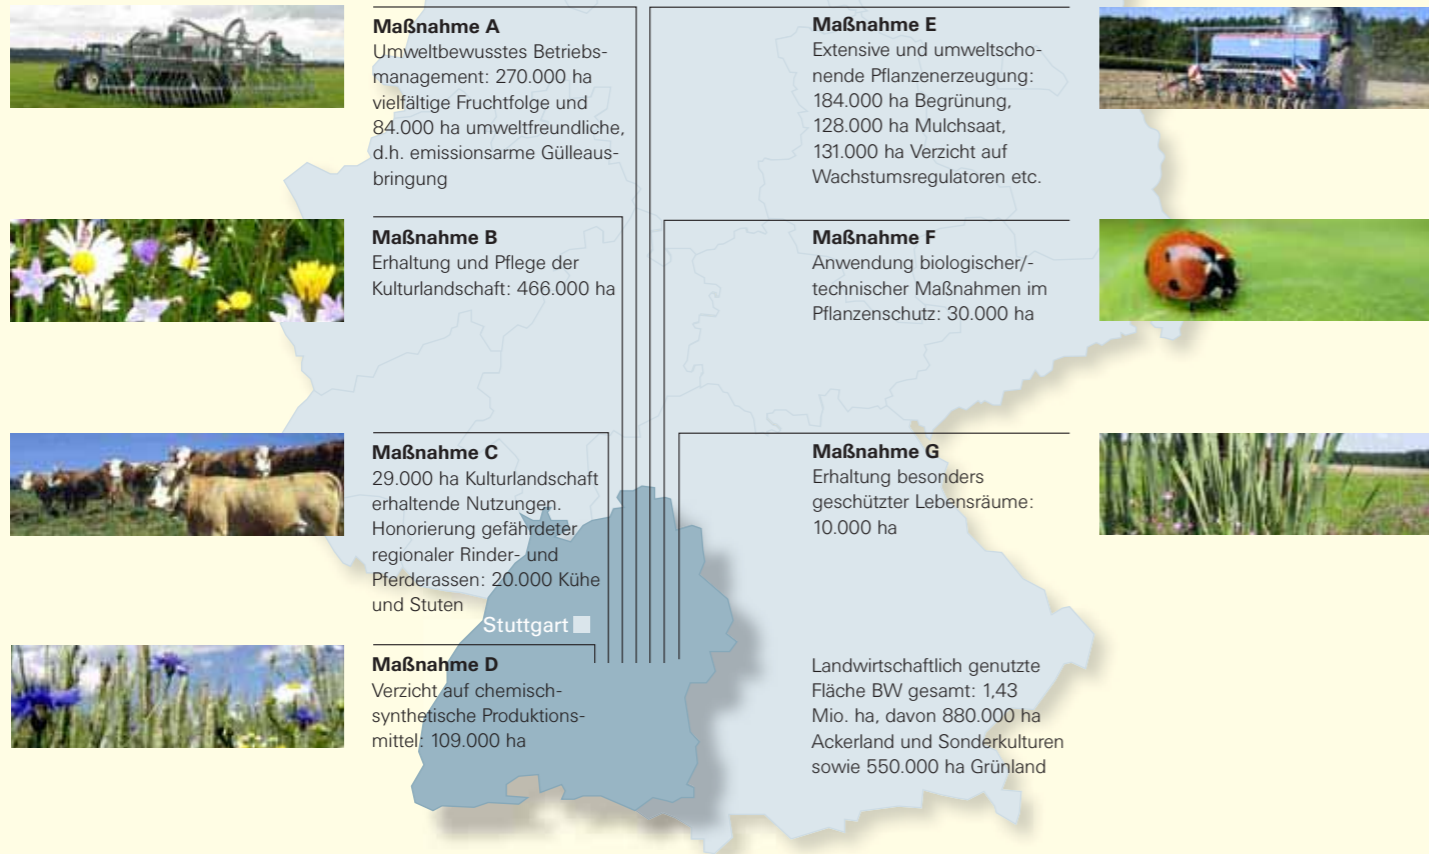 Maßnahme A
Umweltbewusstes Betriebs-
management: 270.000 ha
vielfältige Fruchtfolge und
84.000 ha umweltfreundliche,
d.h. emissionsarme Gülleaus-
bringung
Maßnahme B
Erhaltung und Pflege der
Kulturlandschaft: 466.000 ha
Maßnahme C
29.000 ha Kulturlandschaft
erhaltende Nutzungen.
Honorierung gefährdeter
regionaler Rinder- und
Pferderassen: 20.000 Kühe
und Stuten
Stuttgart
Maßnahme D
Verzicht auf chemisch-
synthetische Produktions-
mittel: 109.000 ha
Maßnahme E
Extensive und umweltscho-
nende Pflanzenerzeugung:
184.000 ha Begrünung,
128.000 ha Mulchsaat,
131.000 ha Verzicht auf
Wachstumsregulatoren etc.
Maßnahme F
Anwendung biologischer/-
technischer Maßnahmen im
Pflanzenschutz: 30.000 ha
Maßnahme G
Erhaltung besonders
geschützter Lebensräume:
10.000 ha
Landwirtschaftlich genutzte
Fläche BW gesamt: 1,43
Mio. ha, davon 880.000 ha
Ackerland und Sonderkulturen
sowie 550.000 ha Grünland